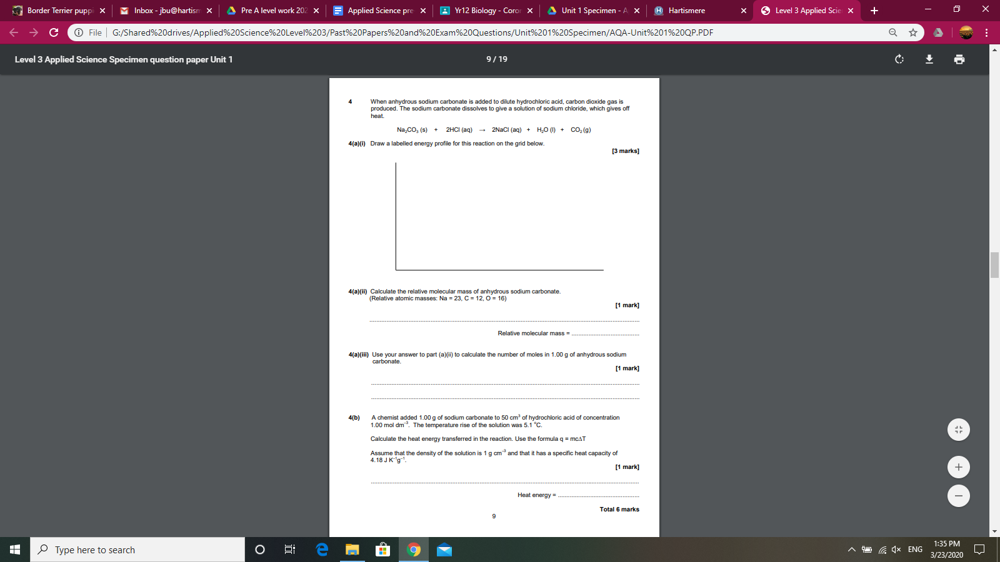 Border Terrier puppi
Inbox - jbu@hartism
Pre A level work 202
Applied Science pre
Yr12 Biology - Coror
Unit 1 Specimen - A
Hartismere
Level 3 Applied Scie
File
G:/Shared%20drives/Applied%20Science%20Level%203/Past%20Papers%20and%20Exam%20Questions/Unit%201%20Specimen/AQA-Unit%201%20QP.PDF
Level 3 Applied Science Specimen question paper Unit 1
9 / 19
4 When anhydrous sodium carbonate is added to dilute hydrochloric acid, carbon dioxide gas is
produced. The sodium carbonate dissolves to give a solution of sodium chloride, which gives off
heat.
Na₂CO₃ (s) + 2HCl (aq) → 2NaCl (aq) + H₂O (l) + CO₂ (g)
4(a)(i) Draw a labelled energy profile for this reaction on the grid below.
[3 marks]
4(a)(ii) Calculate the relative molecular mass of anhydrous sodium carbonate.
(Relative atomic masses: Na = 23, C = 12, O = 16)
[1 mark]
Relative molecular mass = ........................................
4(a)(iii) Use your answer to part (a)(ii) to calculate the number of moles in 1.00 g of anhydrous sodium
carbonate.
[1 mark]
4(b) A chemist added 1.00 g of sodium carbonate to 50 cm³ of hydrochloric acid of concentration
1.00 mol dm⁻³. The temperature rise of the solution was 5.1 °C.
Calculate the heat energy transferred in the reaction. Use the formula q = mcΔT
Assume that the density of the solution is 1 g cm⁻³ and that it has a specific heat capacity of
4.18 J K⁻¹g⁻¹.
[1 mark]
Heat energy = ................................................
Total 6 marks
9
Type here to search
ENG
1:35 PM
3/23/2020